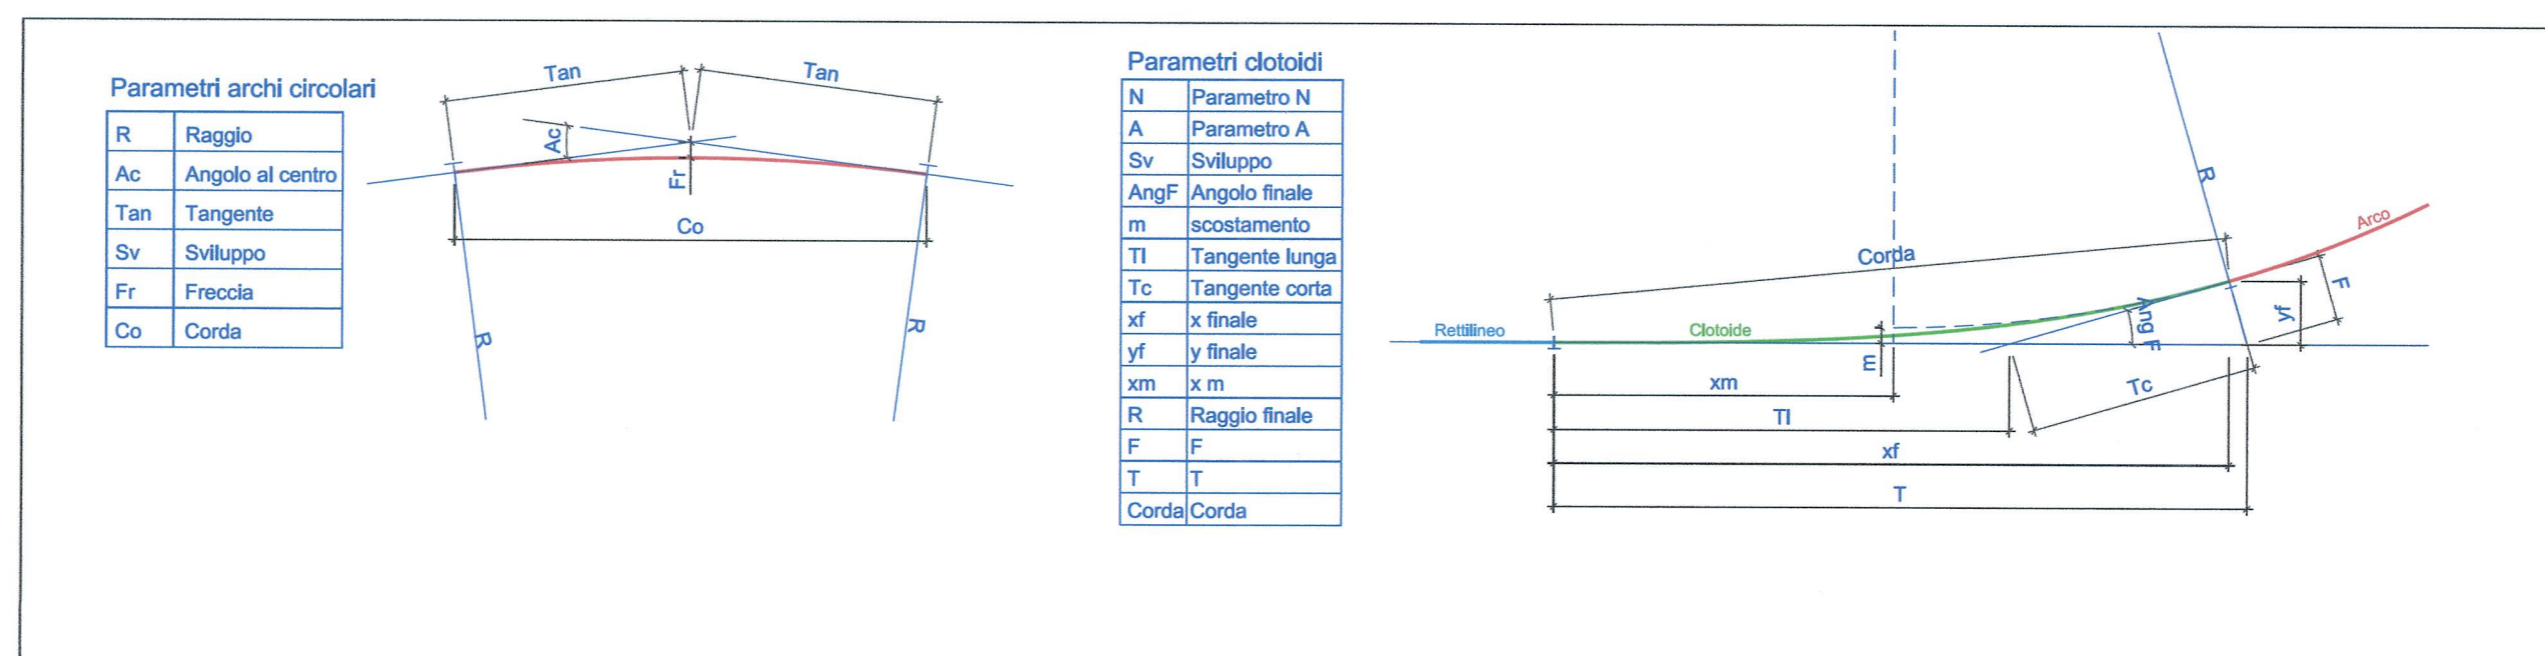 Parametri archi circolari
R Raggio
Ac Angolo al centro
Tan Tangente
Sv Sviluppo
Fr Freccia
Co Corda
Tan
Tan
Ac
Fr
Co
R
R
Parametri clotoidi
N Parametro N
A Parametro A
Sv Sviluppo
AngF Angolo finale
m scostamento
Tl Tangente lunga
Tc Tangente corta
xf x finale
yf y finale
xm x m
R Raggio finale
F F
T T
Corda Corda
R
Arco
Corda
F
yf
Ang F
Rettilineo
Clotoide
m
xm
Tc
Tl
xf
T